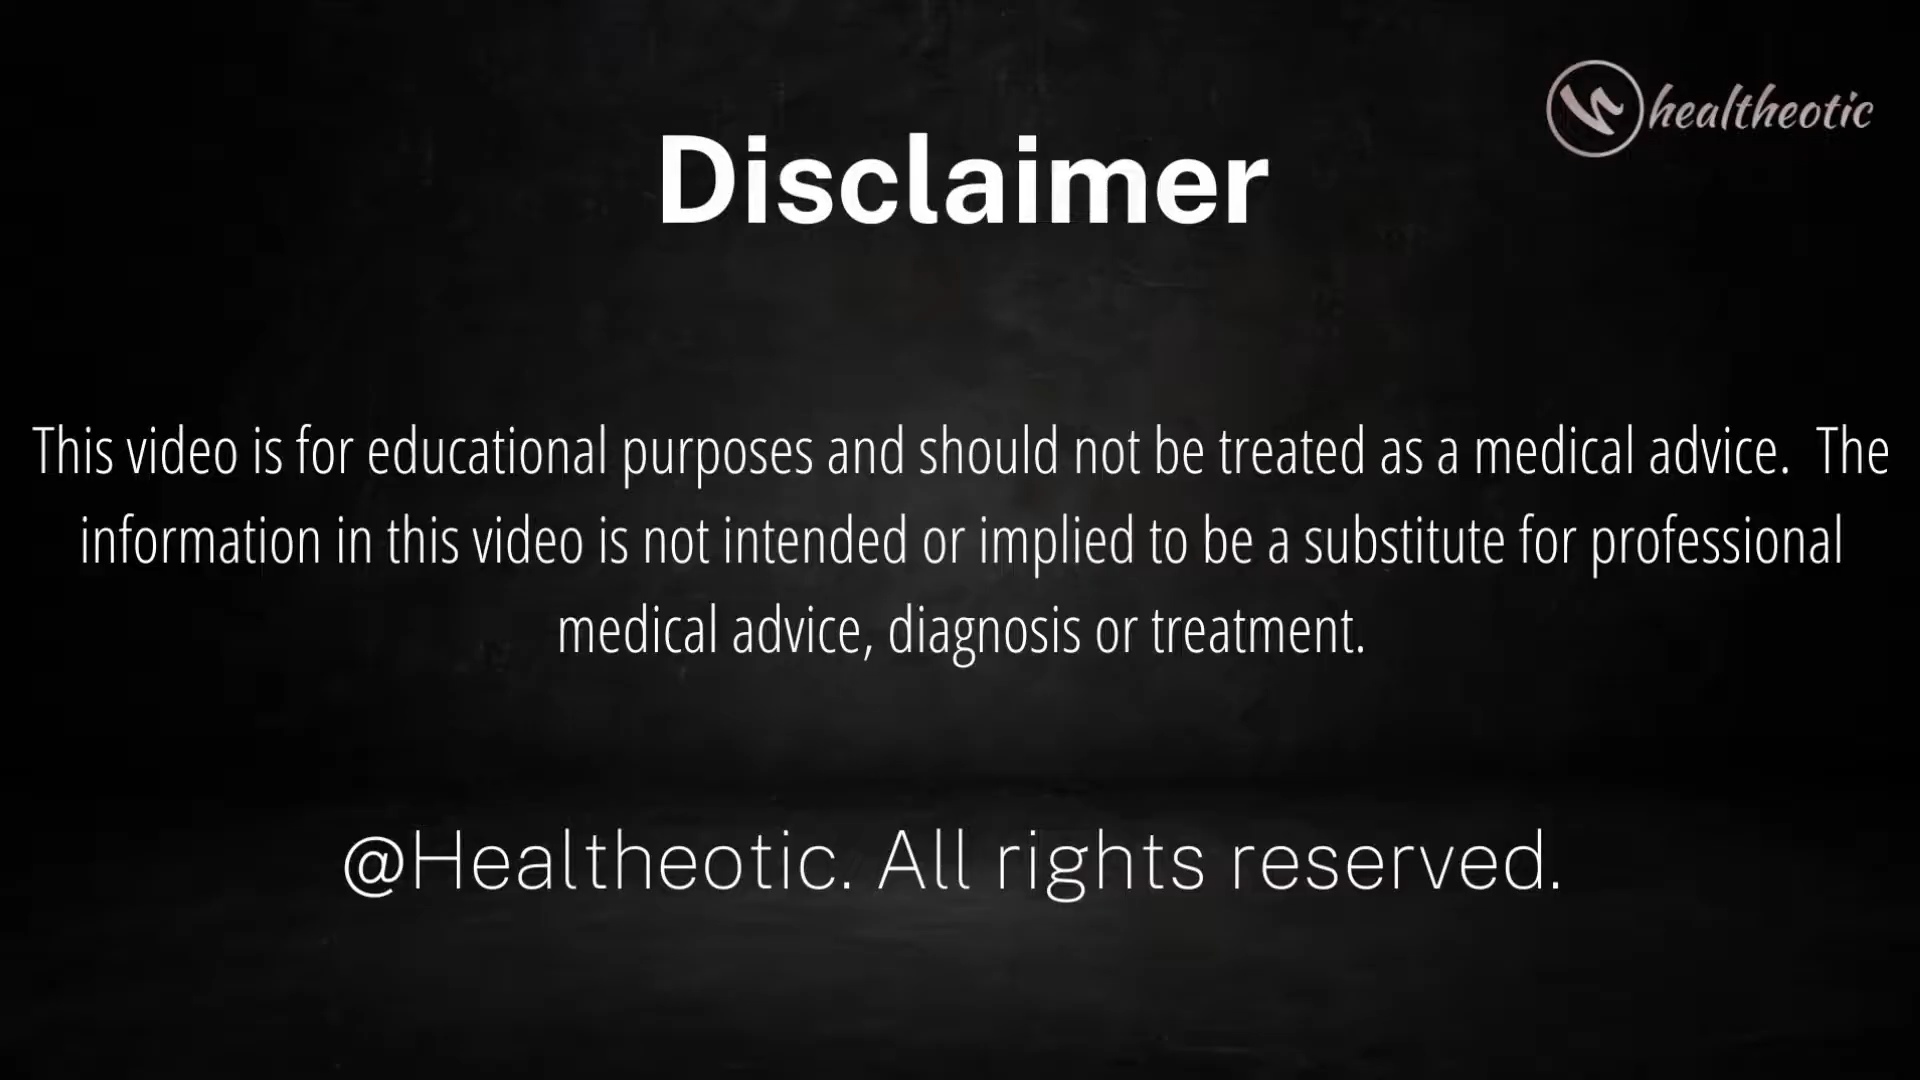 healtheotic
Disclaimer
This video is for educational purposes and should not be treated as a medical advice.  The
information in this video is not intended or implied to be a substitute for professional
medical advice, diagnosis or treatment.
@Healtheotic. All rights reserved.